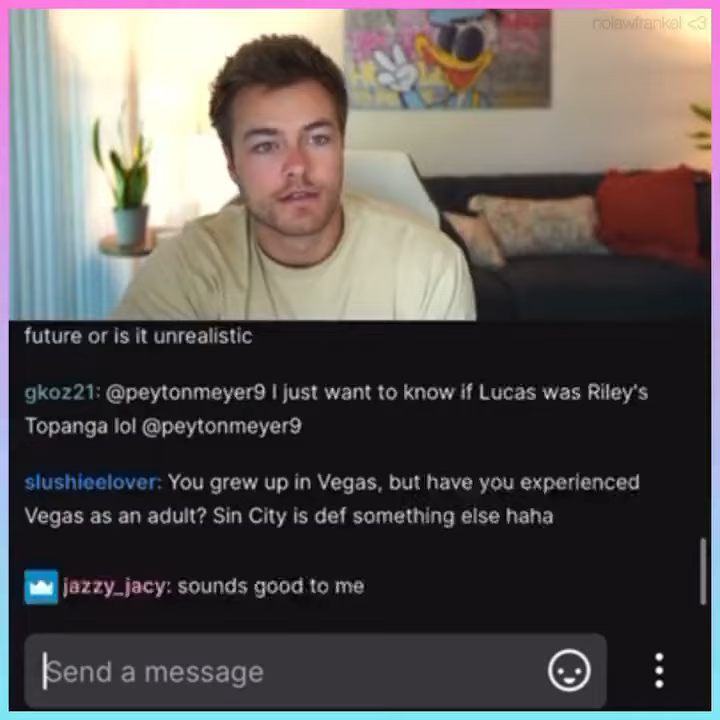 nolawfrankel <3
future or is it unrealistic
gkoz21: @peytonmeyer9 I just want to know if Lucas was Riley's
Topanga lol @peytonmeyer9
slushieelover: You grew up in Vegas, but have you experienced
Vegas as an adult? Sin City is def something else haha
jazzy_jacy: sounds good to me
Send a message